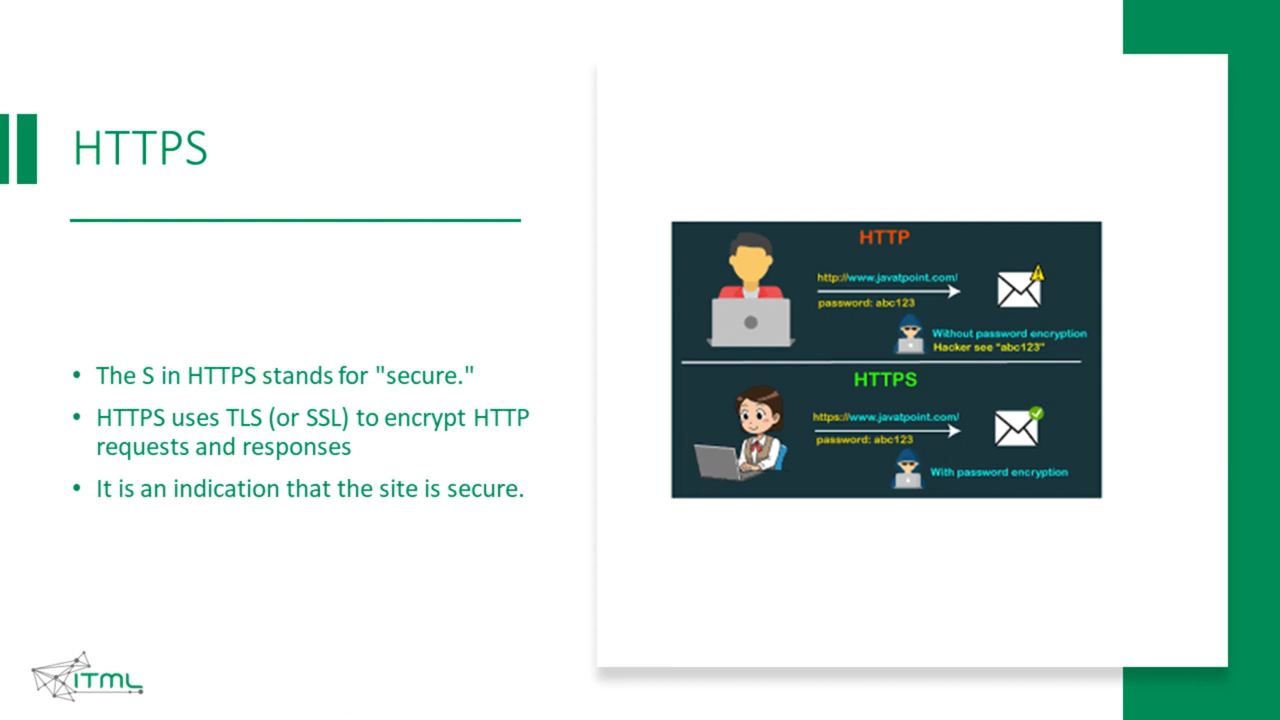 HTTPS
• The S in HTTPS stands for "secure."
• HTTPS uses TLS (or SSL) to encrypt HTTP
requests and responses
• It is an indication that the site is secure.
HTTP
http://www.javatpoint.com/
password: abc123
Without password encryption
Hacker see "abc123"
HTTPS
https://www.javatpoint.com/
password: abc123
With password encryption
ITML